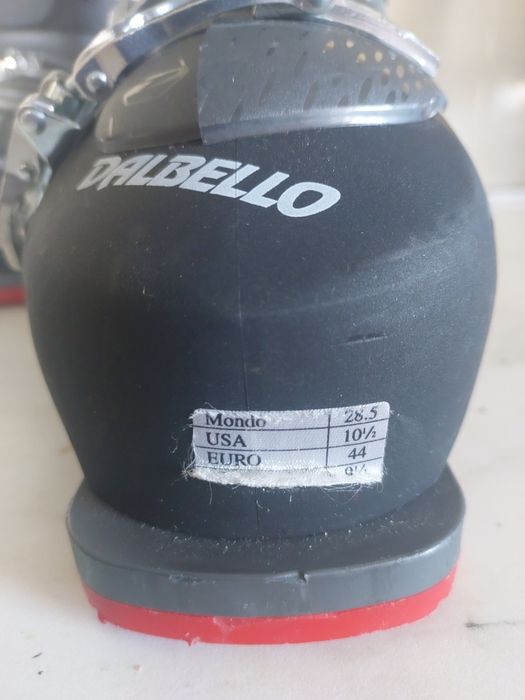 DALBELLO
Mondo 28.5
USA 10½
EURO 44